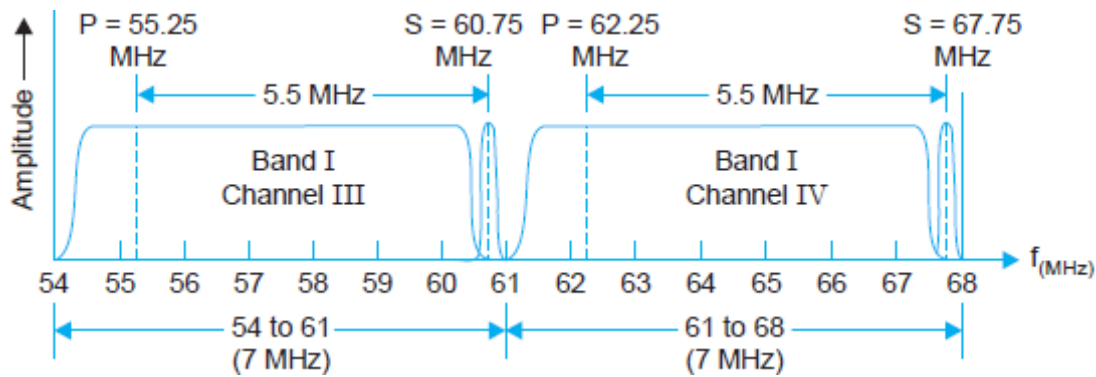 P = 55.25 MHz
S = 60.75 MHz
P = 62.25 MHz
S = 67.75 MHz
5.5 MHz
5.5 MHz
Amplitude
Band I
Channel III
Band I
Channel IV
54 55 56 57 58 59 60 61 62 63 64 65 66 67 68
f(MHz)
54 to 61
(7 MHz)
61 to 68
(7 MHz)